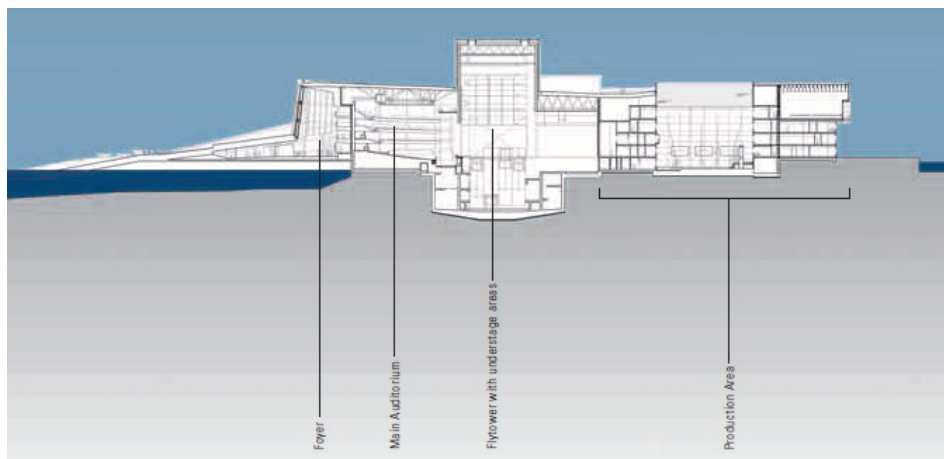 Foyer
Main Auditorium
Flytower with understage areas
Production Area